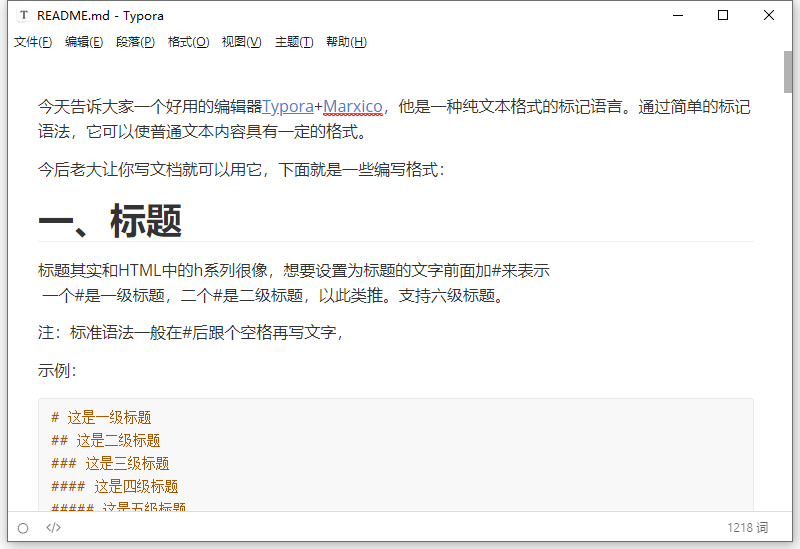 T README.md - Typora
文件(F) 编辑(E) 段落(P) 格式(O) 视图(V) 主题(T) 帮助(H)
今天告诉大家一个好用的编辑器Typora+Marxico，他是一种纯文本格式的标记语言。通过简单的标记
语法，它可以使普通文本内容具有一定的格式。
今后老大让你写文档就可以用它，下面就是一些编写格式：
一、标题
标题其实和HTML中的h系列很像，想要设置为标题的文字前面加#来表示
一个#是一级标题，二个#是二级标题，以此类推。支持六级标题。
注：标准语法一般在#后跟个空格再写文字，
示例：
# 这是一级标题
## 这是二级标题
### 这是三级标题
#### 这是四级标题
##### 这是五级标题
</> 1218 词